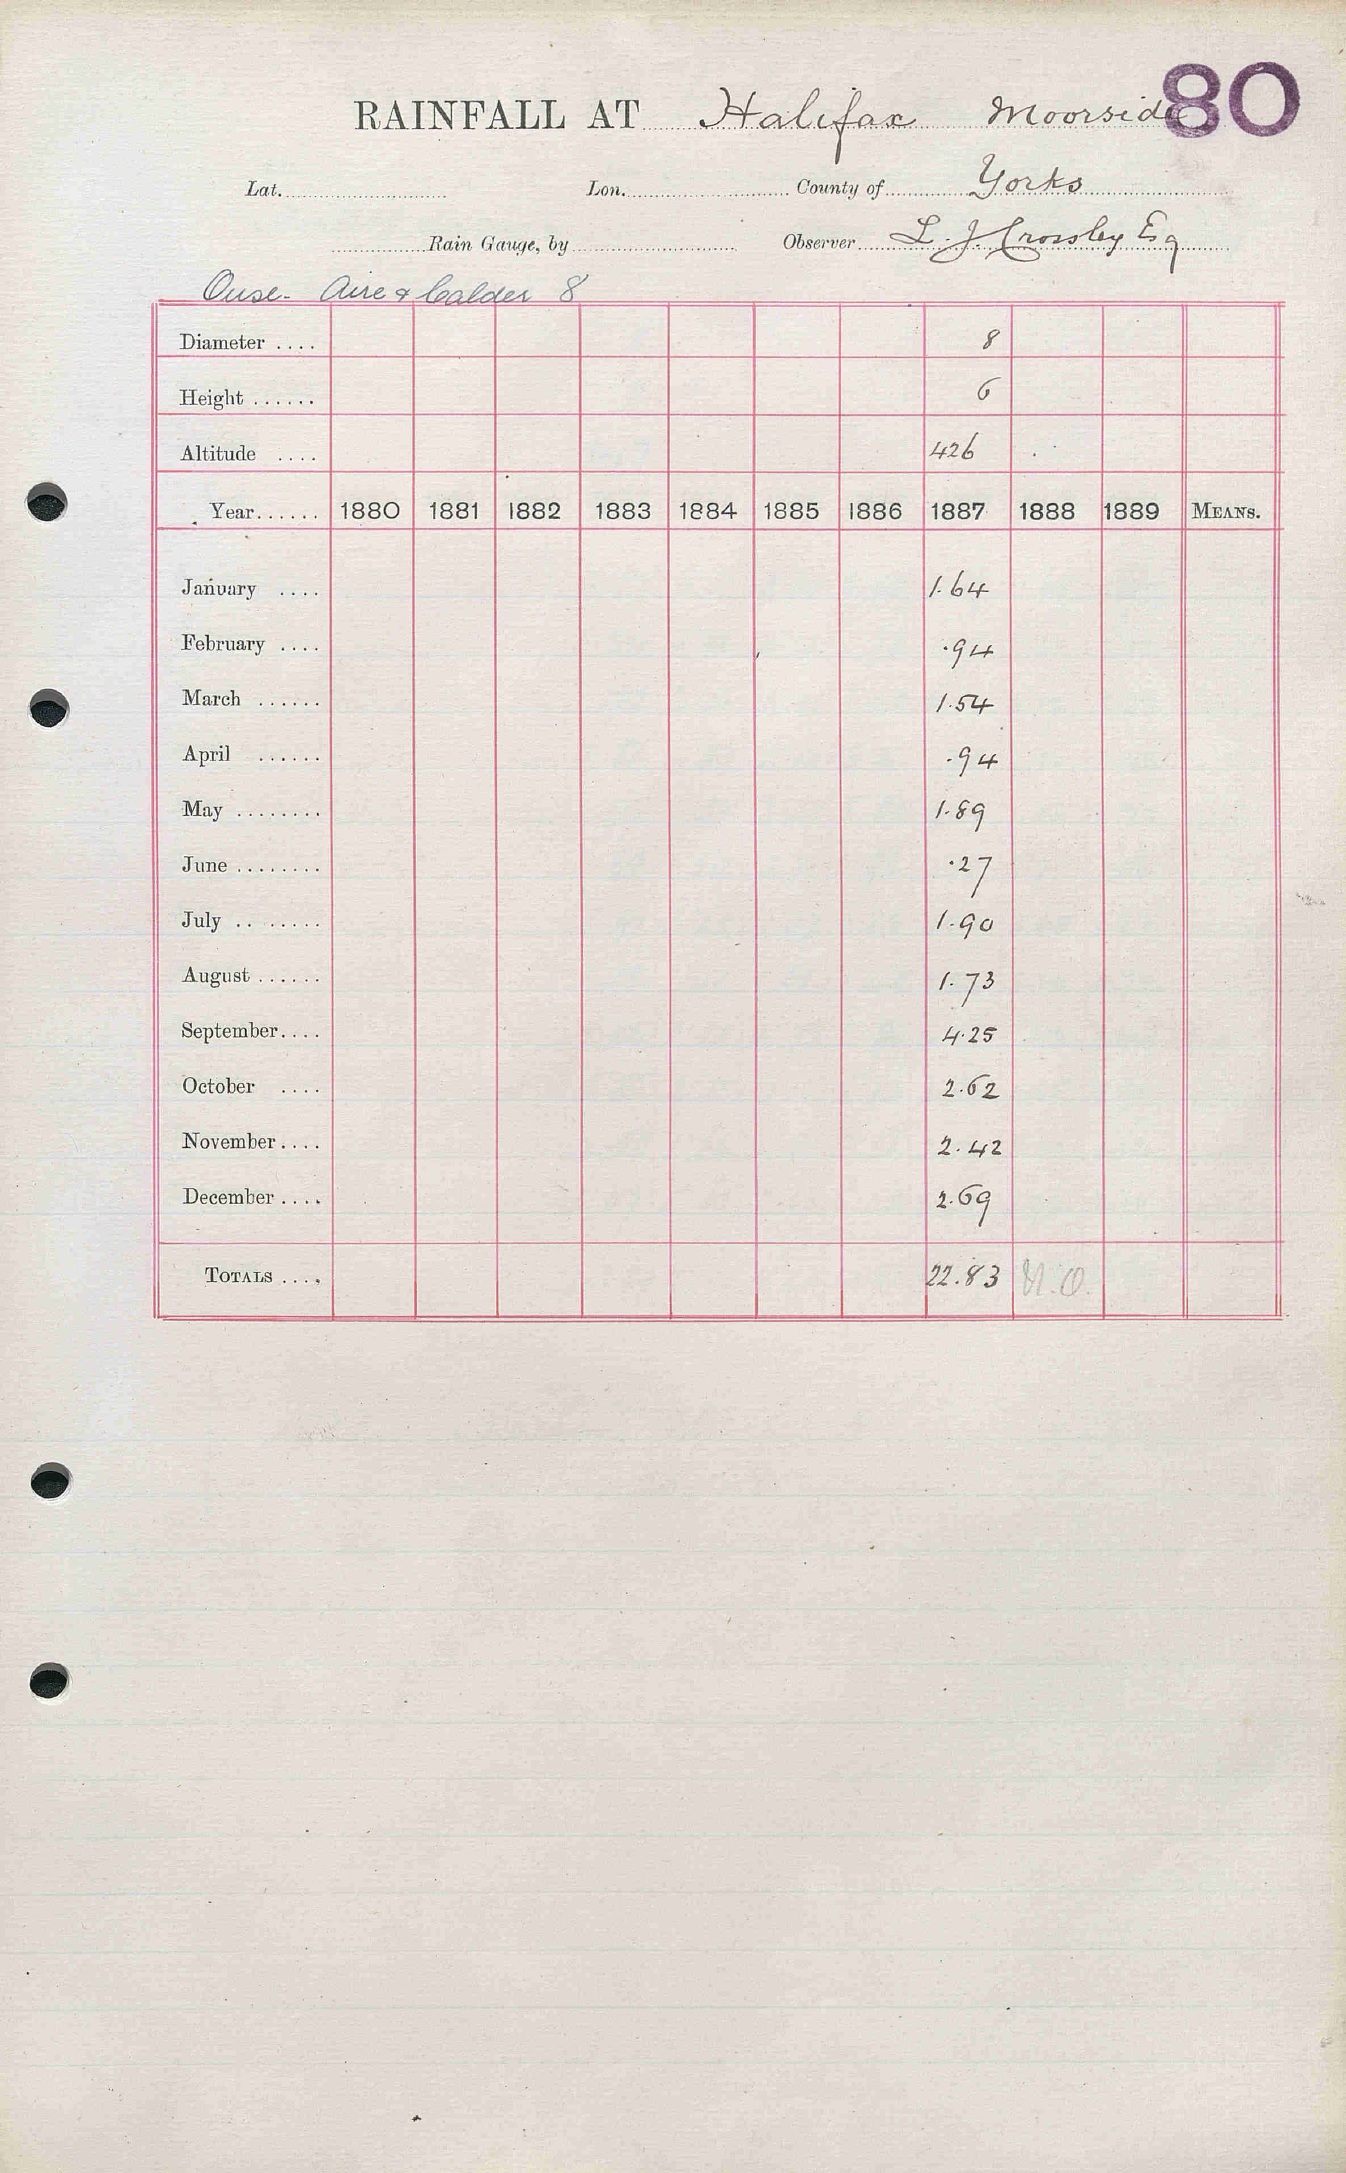 80
RAINFALL AT Halifax Moorside
Lat. Lon. County of Yorks
Rain Gauge, by Observer L. J. Crossley Esq
Ouse. Aire & Calder 8
Diameter .... 8
Height ...... 6
Altitude .... 426
Year...... 1880 1881 1882 1883 1884 1885 1886 1887 1888 1889 MEANS.
January .... 1.64
February .... .94
March ...... 1.54
April ...... .94
May ........ 1.89
June ........ .27
July .. ...... 1.90
August ...... 1.73
September.... 4.25
October .... 2.62
November.... 2.42
December.... 2.69
TOTALS .... 22.83 N.O.